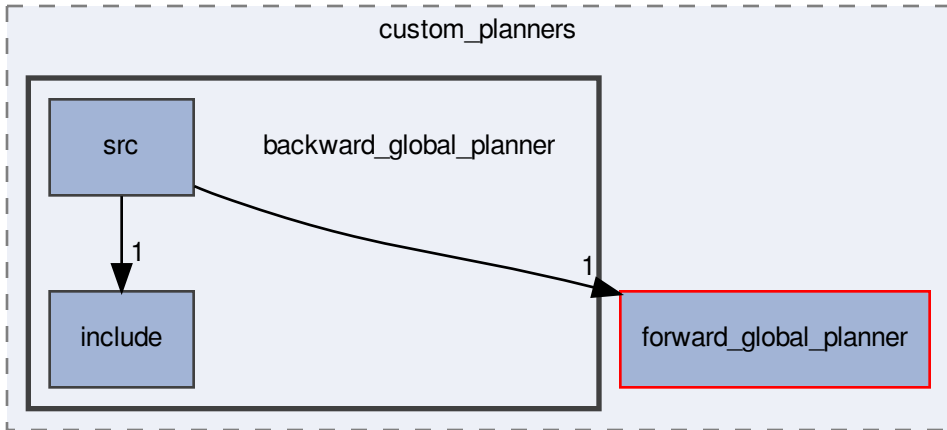 custom_planners
src
backward_global_planner
1
1
include
forward_global_planner